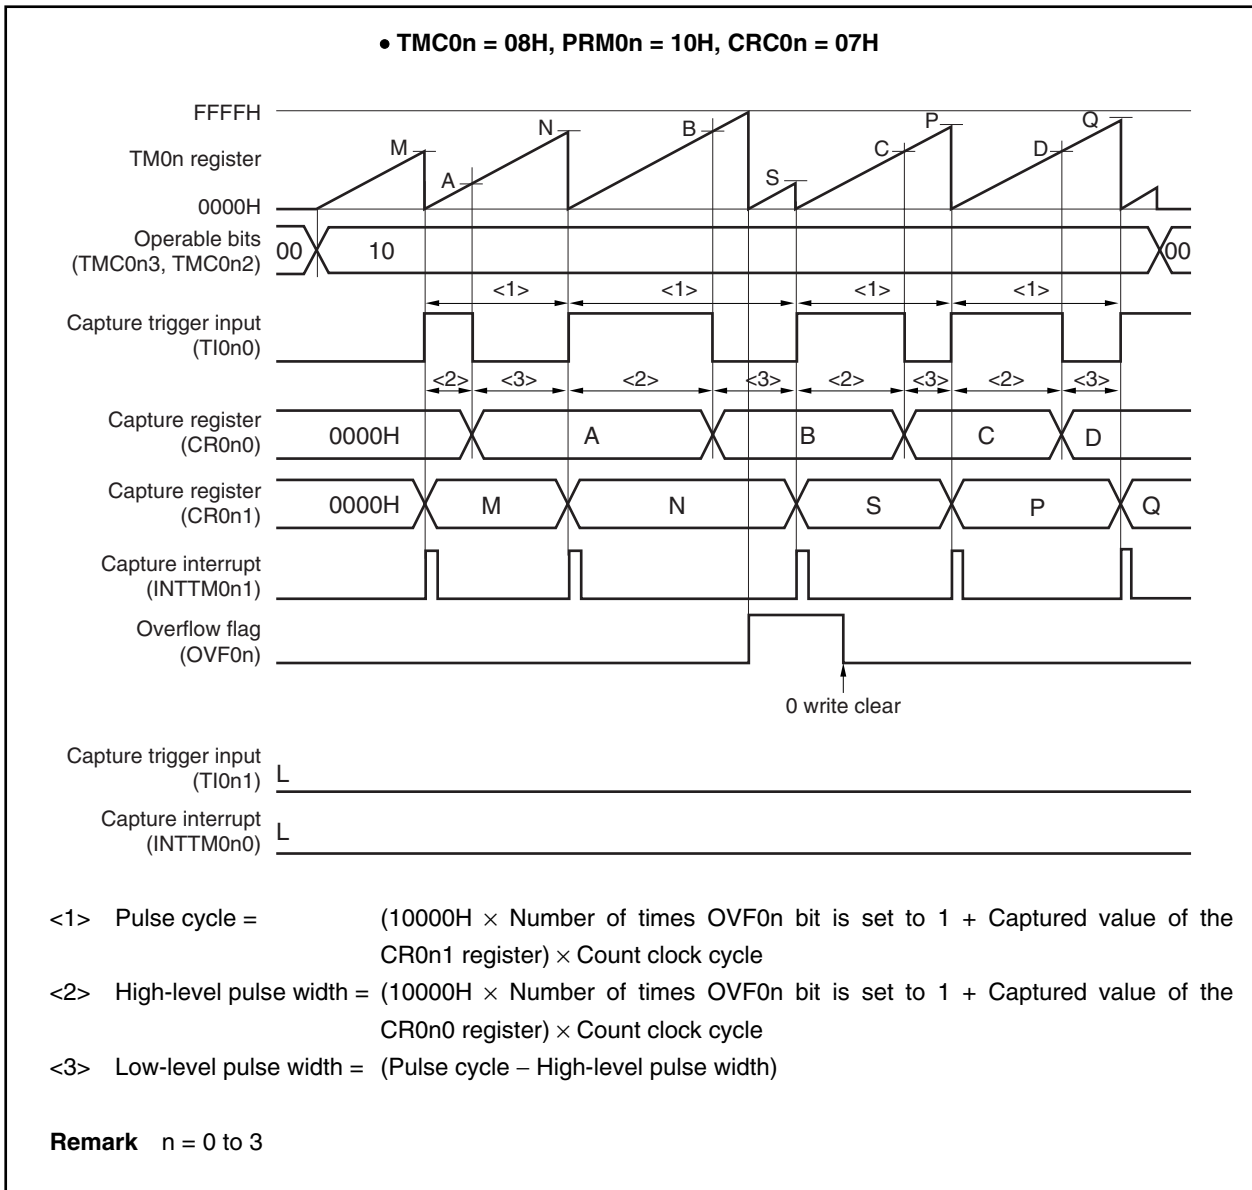 • TMC0n = 08H, PRM0n = 10H, CRC0n = 07H
FFFFH
TM0n register
0000H
M A N B S C P D Q
Operable bits
(TMC0n3, TMC0n2)
00 10 00
<1> <1> <1> <1>
Capture trigger input
(TI0n0)
<2> <3> <2> <3> <2> <3> <2> <3>
Capture register
(CR0n0)
0000H A B C D
Capture register
(CR0n1)
0000H M N S P Q
Capture interrupt
(INTTM0n1)
Overflow flag
(OVF0n)
0 write clear
Capture trigger input
(TI0n1) L
Capture interrupt
(INTTM0n0) L
<1> Pulse cycle = (10000H × Number of times OVF0n bit is set to 1 + Captured value of the
CR0n1 register) × Count clock cycle
<2> High-level pulse width = (10000H × Number of times OVF0n bit is set to 1 + Captured value of the
CR0n0 register) × Count clock cycle
<3> Low-level pulse width = (Pulse cycle – High-level pulse width)
Remark n = 0 to 3